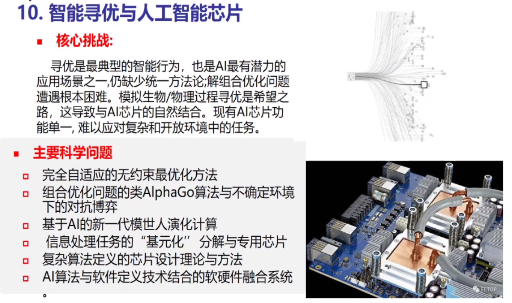 10. 智能寻优与人工智能芯片
核心挑战:
寻优是最典型的智能行为，也是AI最有潜力的
应用场景之一,仍缺少统一方法论;解组合优化问题
遭遇根本困难。模拟生物/物理过程寻优是希望之
路，这导致与AI芯片的自然结合。现有AI芯片功
能单一, 难以应对复杂和开放环境中的任务。
主要科学问题
完全自适应的无约束最优化方法
组合优化问题的类AlphaGo算法与不确定环境
下的对抗博弈
基于AI的新一代模世人演化计算
信息处理任务的“基元化”分解与专用芯片
复杂算法定义的芯片设计理论与方法
AI算法与软件定义技术结合的软硬件融合系统
。
EETOP